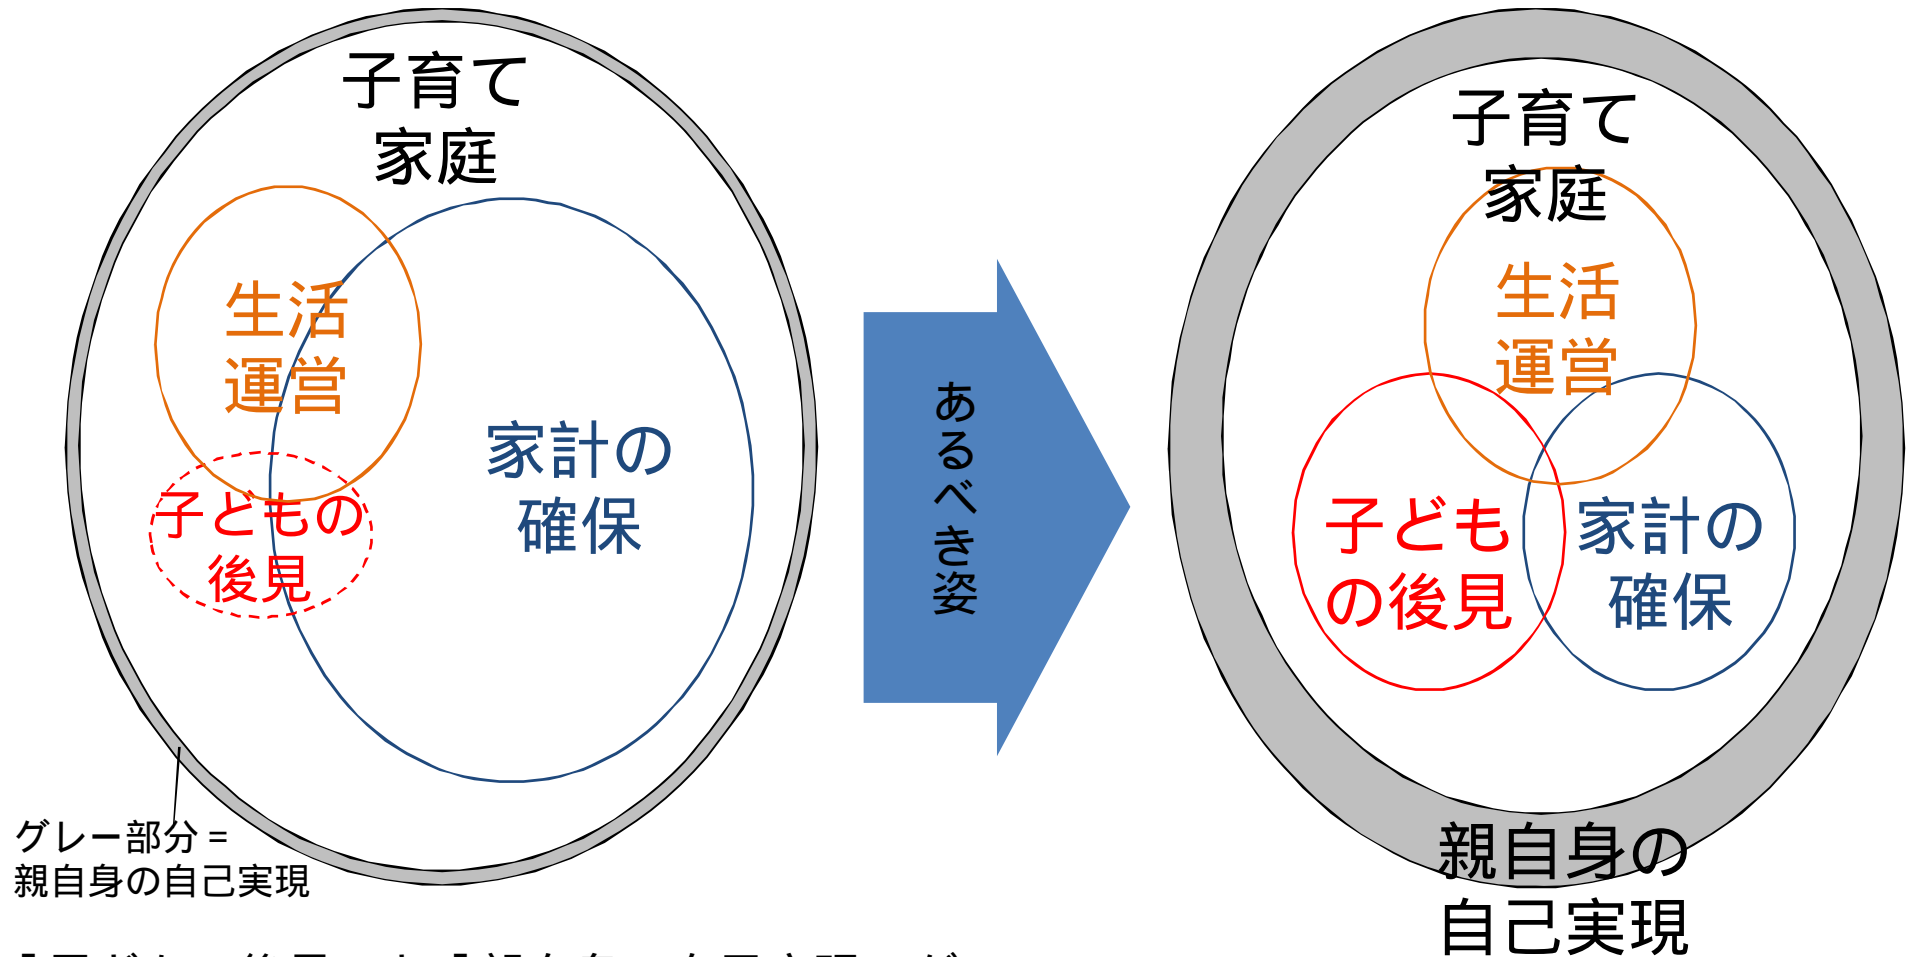 子育て
家庭
生活
運営
家計の
確保
子どもの
後見
グレー部分 =
親自身の自己実現
あるべき姿
子育て
家庭
生活
運営
子ども
の後見
家計の
確保
親自身の
自己実現